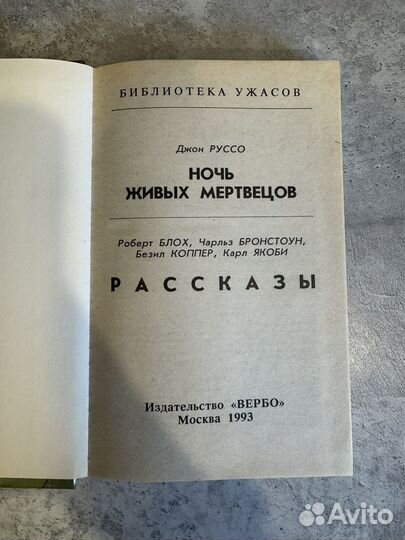 БИБЛИОТЕКА УЖАСОВ
Джон РУССО
НОЧЬ
ЖИВЫХ МЕРТВЕЦОВ
Роберт БЛОХ, Чарльз БРОНСТОУН,
Безил КОППЕР, Карл ЯКОБИ
РАССКАЗЫ
Издательство «ВЕРБО»
Москва 1993
Avito